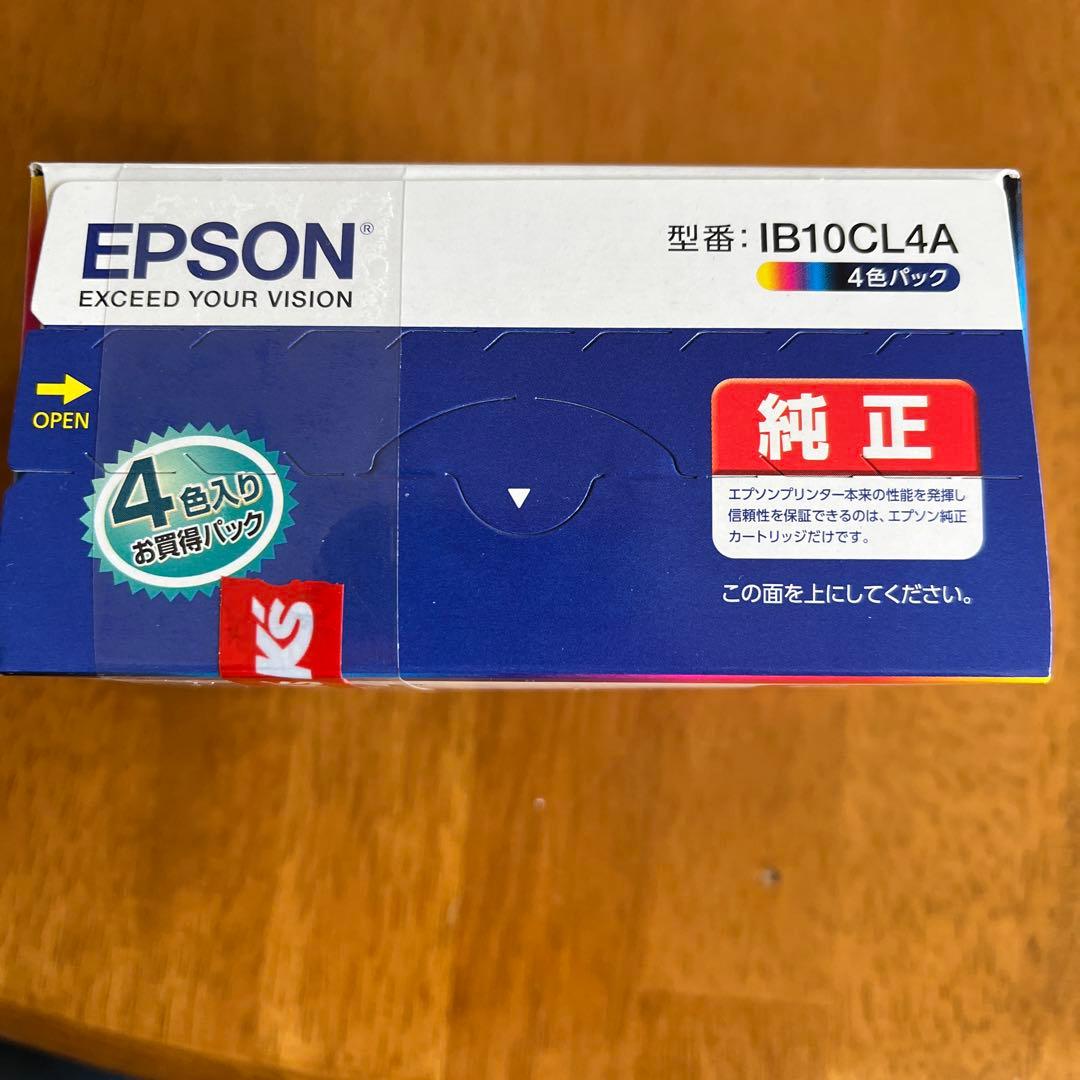 EPSON®
EXCEED YOUR VISION
型番：IB10CL4A
4色パック
OPEN
4色入り
お買得パック
純正
エプソンプリンター本来の性能を発揮し
信頼性を保証できるのは、エプソン純正
カートリッジだけです。
この面を上にしてください。
K's